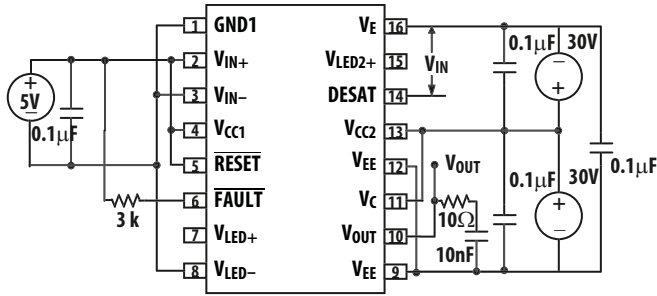 1 GND1
2 VIN+
3 VIN–
4 VCC1
5 RESET
6 FAULT
7 VLED+
8 VLED–
VE 16
VLED2+ 15
DESAT 14
VCC2 13
VEE 12
VC 11
VOUT 10
VEE 9
+
5V
–
0.1µF
3 k
VIN
VOUT
10Ω
10nF
0.1µF
30V
–
+
0.1µF
30V
+
–
0.1µF